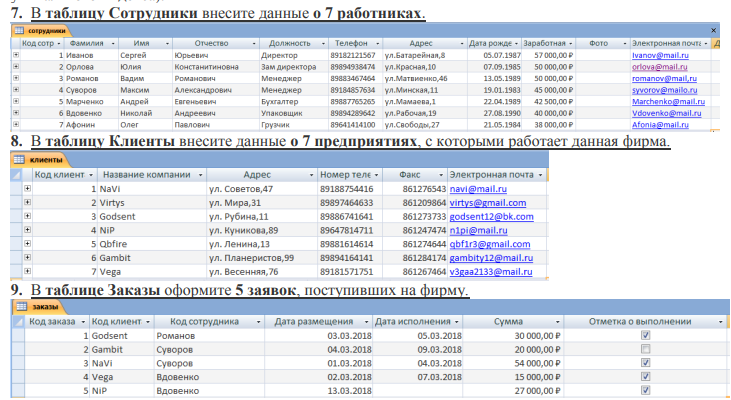 7. В таблицу Сотрудники внесите данные о 7 работниках.
сотрудники
Код сотр Фамилия Имя Отчество Должность Телефон Адрес Дата рожде Заработная Фото Электронная почта Д
1 Иванов Сергей Юрьевич Директор 89182121567 ул.Батарейная,8 05.07.1987 57 000,00 ₽ Ivanov@mail.ru
2 Орлова Юлия Константиновна Зам.директора 89894938474 ул.Красная,10 07.09.1985 50 000,00 ₽ orlova@mail.ru
3 Романов Вадим Романович Менеджер 89883467464 ул.Матвиенко,46 13.05.1989 50 000,00 ₽ romanov@mail.ru
4 Суворов Максим Александрович Менеджер 89184857634 ул.Минская,11 19.01.1983 45 000,00 ₽ syvorov@mailo.ru
5 Марченко Андрей Евгеньевич Бухгалтер 89887765265 ул.Мамаева,1 22.04.1989 42 500,00 ₽ Marchenko@mail.ru
6 Вдовенко Николай Андреевич Упаковщик 89894289642 ул.Рабочая,19 27.08.1990 40 000,00 ₽ Vdovenko@mail.ru
7 Афонин Олег Павлович Грузчик 89641414100 ул.Свободы,27 21.05.1984 38 000,00 ₽ Afonia@mail.ru
8. В таблицу Клиенты внесите данные о 7 предприятиях, с которыми работает данная фирма.
клиенты
Код клиент Название компании Адрес Номер теле Факс Электронная почта
1 NaVi ул. Советов,47 89188754416 861276543 navi@mail.ru
2 Virtys ул. Мира,31 89897464633 861209864 virtys@gmail.com
3 Godsent ул. Рубина,11 89886741641 861273733 godsent12@bk.com
4 NiP ул. Куникова,89 89647814711 861247474 n1pi@mail.ru
5 Qbfire ул. Ленина,13 89881614614 861274644 qbf1r3@gmail.com
6 Gambit ул. Планеристов,99 89894164141 861284174 gambity12@mail.ru
7 Vega ул. Весенняя,76 89181571751 861267464 v3gaa2133@mail.ru
9. В таблице Заказы оформите 5 заявок, поступивших на фирму.
заказы
Код заказа Код клиент Код сотрудника Дата размещения Дата исполнения Сумма Отметка о выполнении
1 Godsent Романов 03.03.2018 05.03.2018 30 000,00 ₽
2 Gambit Суворов 04.03.2018 09.03.2018 20 000,00 ₽
3 NaVi Суворов 01.03.2018 04.03.2018 54 000,00 ₽
4 Vega Вдовенко 02.03.2018 07.03.2018 15 000,00 ₽
5 NiP Вдовенко 13.03.2018 27 000,00 ₽